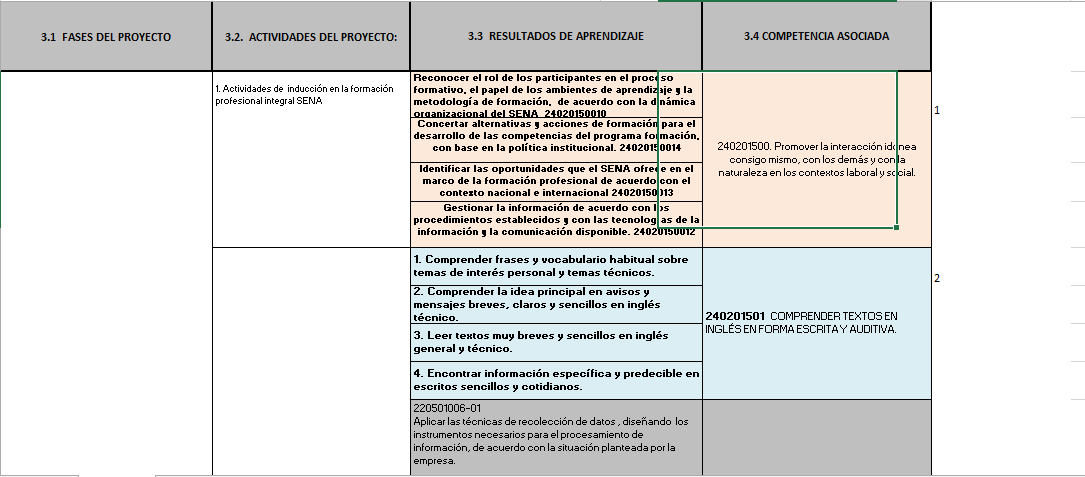 3.1 FASES DEL PROYECTO
3.2. ACTIVIDADES DEL PROYECTO:
3.3 RESULTADOS DE APRENDIZAJE
3.4 COMPETENCIA ASOCIADA
1. Actividades de inducción en la formación
profesional integral SENA
Reconocer el rol de los participantes en el proceso
formativo, el papel de los ambientes de aprendizaje y la
metodología de formación, de acuerdo con la dinámica
organizacional del SENA 24020150010
Concertar alternativas y acciones de formación para el
desarrollo de las competencias del programa formación,
con base en la política institucional. 24020150014
Identificar las oportunidades que el SENA ofrece en el
marco de la formación profesional de acuerdo con el
contexto nacional e internacional 24020150013
Gestionar la información de acuerdo con los
procedimientos establecidos y con las tecnologías de la
información y la comunicación disponible. 24020150012
240201500. Promover la interacción idónea
consigo mismo, con los demás y con la
naturaleza en los contextos laboral y social.
1
1. Comprender frases y vocabulario habitual sobre
temas de interés personal y temas técnicos.
2. Comprender la idea principal en avisos y
mensajes breves, claros y sencillos en inglés
técnico.
3. Leer textos muy breves y sencillos en inglés
general y técnico.
4. Encontrar información específica y predecible en
escritos sencillos y cotidianos.
240201501 COMPRENDER TEXTOS EN
INGLÉS EN FORMA ESCRITA Y AUDITIVA.
2
220501006-01
Aplicar las técnicas de recolección de datos , diseñando los
instrumentos necesarios para el procesamiento de
información, de acuerdo con la situación planteada por la
empresa.